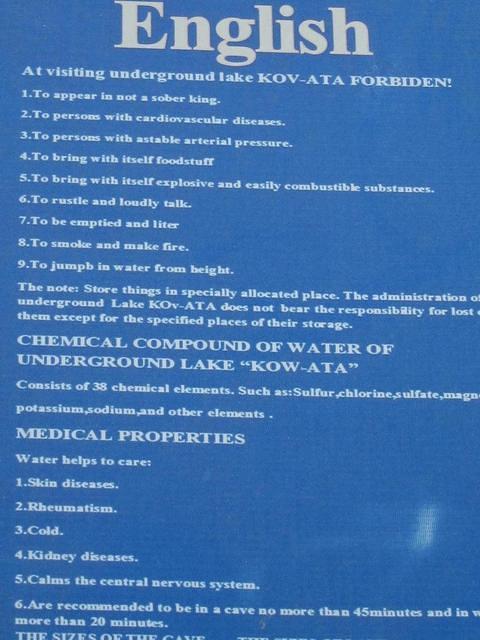 English
At visiting underground lake KOV-ATA FORBIDEN!
1.To appear in not a sober king.
2.To persons with cardiovascular diseases.
3.To persons with astable arterial pressure.
4.To bring with itself foodstuff
5.To bring with itself explosive and easily combustible substances.
6.To rustle and loudly talk.
7.To be emptied and liter
8.To smoke and make fire.
9.To jumpb in water from height.
The note: Store things in specially allocated place. The administration of
underground Lake KOv-ATA does not bear the responsibility for lost
them except for the specified places of their storage.
CHEMICAL COMPOUND OF WATER OF
UNDERGROUND LAKE “KOW-ATA”
Consists of 38 chemical elements. Such as:Sulfur,chlorine,sulfate,magn
potassium,sodium,and other elements .
MEDICAL PROPERTIES
Water helps to care:
1.Skin diseases.
2.Rheumatism.
3.Cold.
4.Kidney diseases.
5.Calms the central nervous system.
6.Are recommended to be in a cave no more than 45minutes and in w
more than 20 minutes.
THE SIZES OF THE CAVE